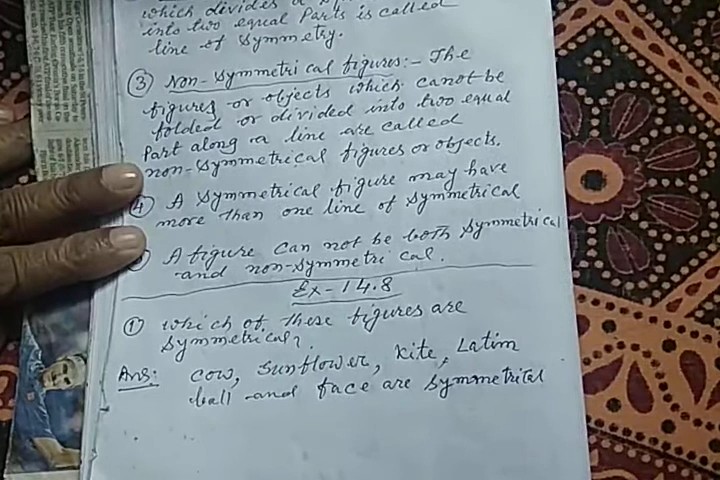 which divides a
into two equal Parts is called
line of symmetry.
③ Non-symmetrical figures:- The
figures or objects which canot be
folded or divided into two equal
Part along a line are called
non-symmetrical figures or objects.
④ A symmetrical figure may have
more than one line of symmetrical
A figure can not be both symmetrical
and non-symmetrical.
Ex-14.8
① which of these figures are
symmetrical?
Ans: cow, sunflower, kite, Latim
ball and face are symmetrical